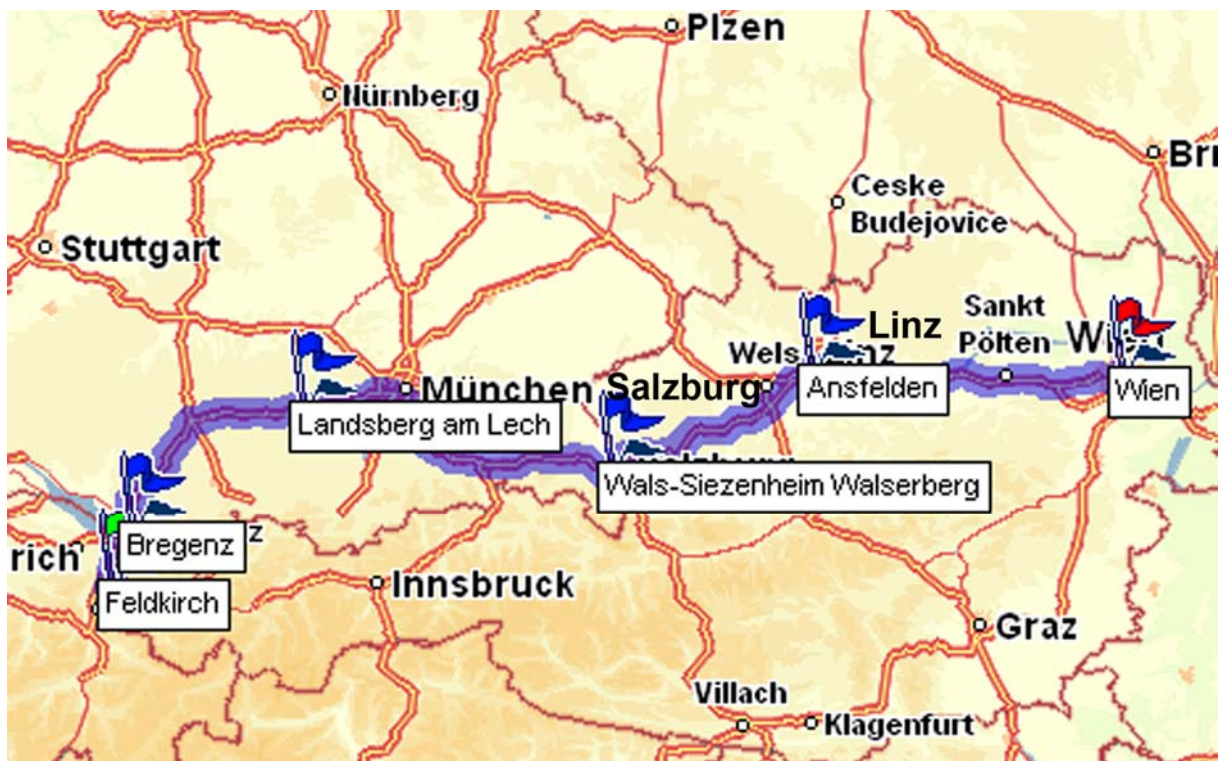 Plzen
Nürnberg
Bri
Ceske
Budejovice
Stuttgart
Sankt
Pölten
Linz
Wels
München
Salzburg
Ansfelden
Wien
Landsberg am Lech
Wals-Siezenheim Walserberg
Bregenz
rich
Innsbruck
Feldkirch
Graz
Villach
Klagenfurt